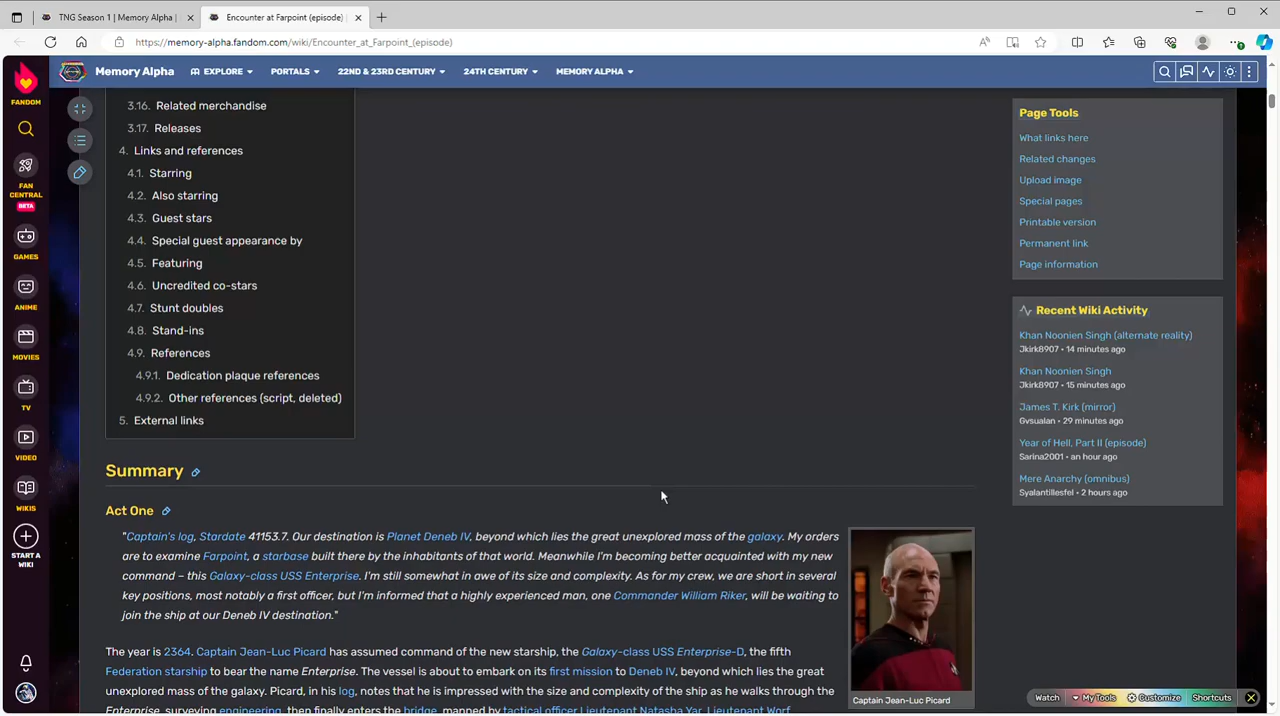 TNG Season 1 | Memory Alpha |
Encounter at Farpoint (episode)
https://memory-alpha.fandom.com/wiki/Encounter_at_Farpoint_(episode)
FANDOM
FAN
CENTRAL
BETA
GAMES
ANIME
MOVIES
TV
VIDEO
WIKIS
START A
WIKI
Memory Alpha
EXPLORE
PORTALS
22ND & 23RD CENTURY
24TH CENTURY
MEMORY ALPHA
3.16. Related merchandise
3.17. Releases
4. Links and references
4.1. Starring
4.2. Also starring
4.3. Guest stars
4.4. Special guest appearance by
4.5. Featuring
4.6. Uncredited co-stars
4.7. Stunt doubles
4.8. Stand-ins
4.9. References
4.9.1. Dedication plaque references
4.9.2. Other references (script, deleted)
5. External links
Summary
Act One
"Captain's log, Stardate 41153.7. Our destination is Planet Deneb IV, beyond which lies the great unexplored mass of the galaxy. My orders
are to examine Farpoint, a starbase built there by the inhabitants of that world. Meanwhile I'm becoming better acquainted with my new
command – this Galaxy-class USS Enterprise. I'm still somewhat in awe of its size and complexity. As for my crew, we are short in several
key positions, most notably a first officer, but I'm informed that a highly experienced man, one Commander William Riker, will be waiting to
join the ship at our Deneb IV destination."
The year is 2364. Captain Jean-Luc Picard has assumed command of the new starship, the Galaxy-class USS Enterprise-D, the fifth
Federation starship to bear the name Enterprise. The vessel is about to embark on its first mission to Deneb IV, beyond which lies the great
unexplored mass of the galaxy. Picard, in his log, notes that he is impressed with the size and complexity of the ship as he walks through the
Enterprise, surveying engineering, then finally enters the bridge, manned by tactical officer Lieutenant Natasha Yar, Lieutenant Worf,
Captain Jean-Luc Picard
Page Tools
What links here
Related changes
Upload image
Special pages
Printable version
Permanent link
Page information
Recent Wiki Activity
Khan Noonien Singh (alternate reality)
Jkirk8907 • 14 minutes ago
Khan Noonien Singh
Jkirk8907 • 15 minutes ago
James T. Kirk (mirror)
Gvsualan • 29 minutes ago
Year of Hell, Part II (episode)
Sarina2001 • an hour ago
Mere Anarchy (omnibus)
Syalantillesfel • 2 hours ago
Watch
My Tools
Customize
Shortcuts